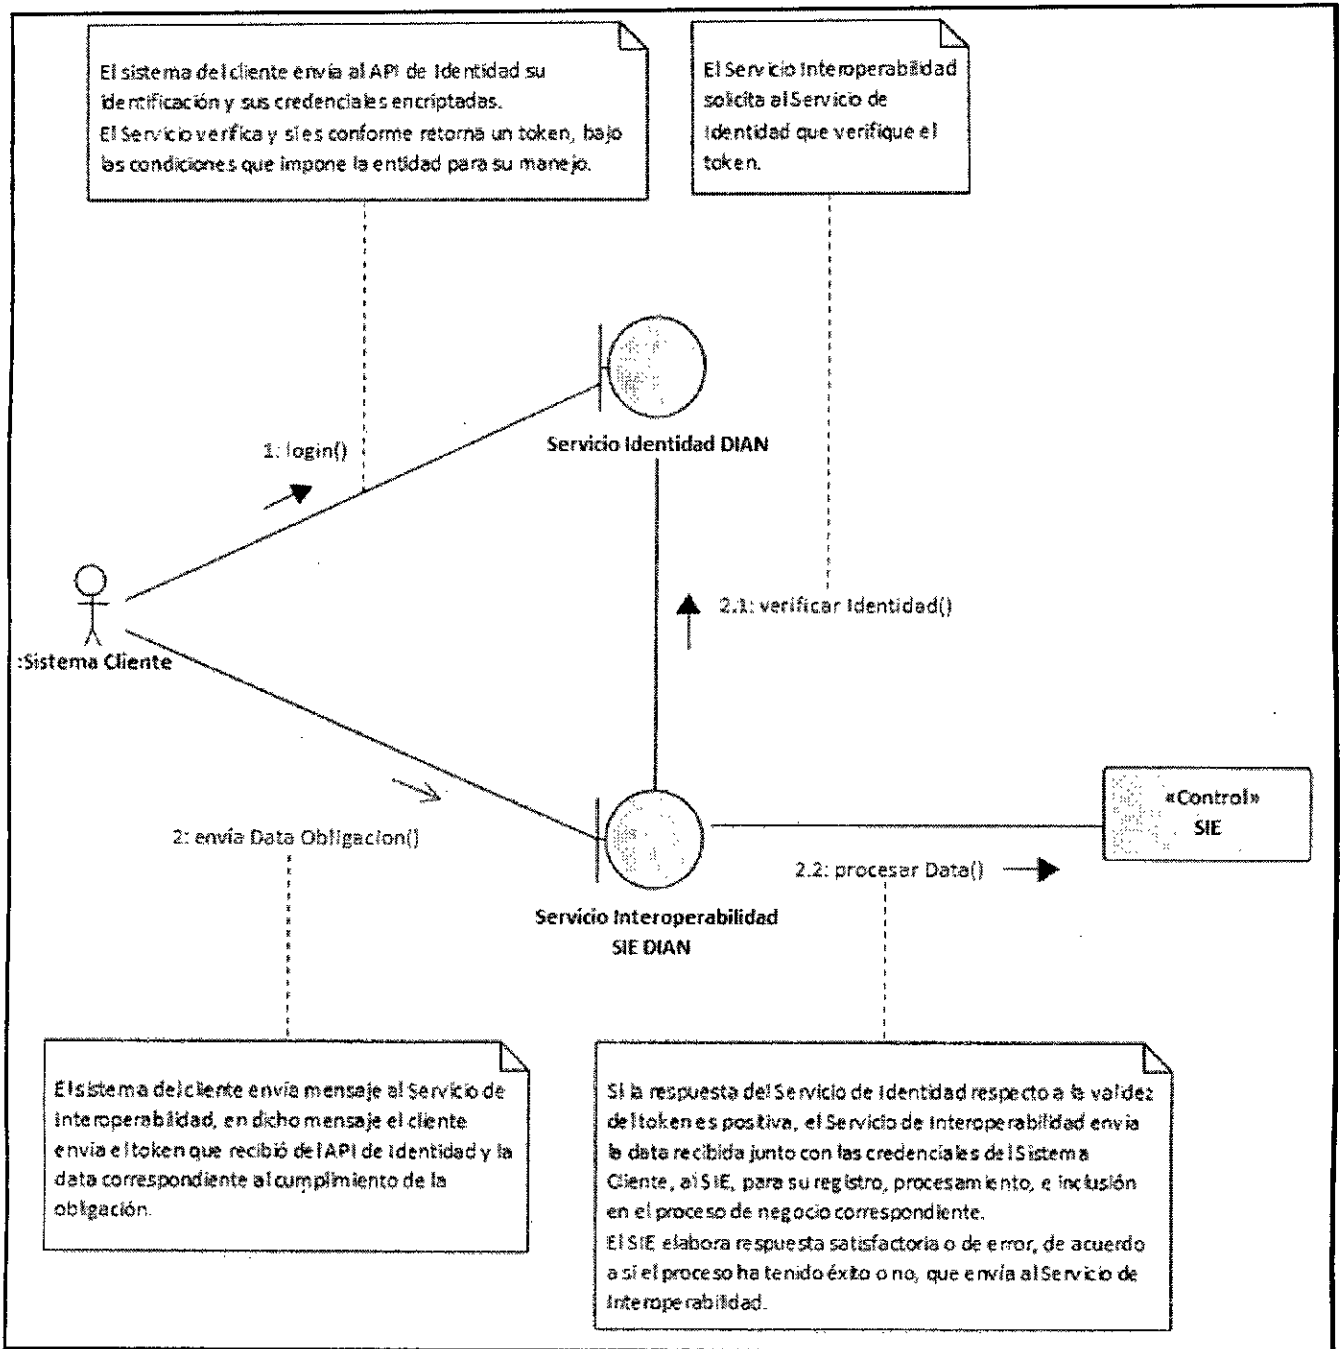 El sistema del cliente envía al API de Identidad su
identificación y sus credenciales encriptadas.
El Servicio verifica y si es conforme retorna un token, bajo
las condiciones que impone la entidad para su manejo.
El Servicio Interoperabilidad
solicita al Servicio de
Identidad que verifique el
token.
Servicio Identidad DIAN
1: login()
2.1: verificar Identidad()
:Sistema Cliente
«Control»
SIE
2: envía Data Obligacion()
2.2: procesar Data()
Servicio Interoperabilidad
SIE DIAN
El sistema del cliente envía mensaje al Servicio de
Interoperabilidad, en dicho mensaje el cliente
envía el token que recibió del API de Identidad y la
data correspondiente al cumplimiento de la
obligación.
Si la respuesta del Servicio de Identidad respecto a la validez
del token es positiva, el Servicio de Interoperabilidad envía
la data recibida junto con las credenciales del Sistema
Cliente, al SIE, para su registro, procesamiento, e inclusión
en el proceso de negocio correspondiente.
El SIE elabora respuesta satisfactoria o de error, de acuerdo
a si el proceso ha tenido éxito o no, que envía al Servicio de
Interoperabilidad.